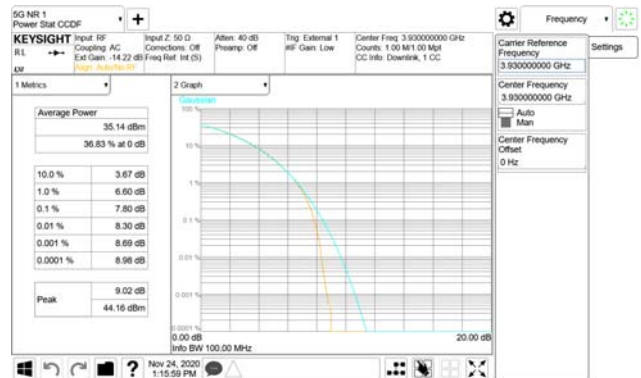 5G NR 1
Power Stat CCDF
KEYSIGHT
RL
Input: RF
Coupling: AC
Ext Gain: -14.22 dB
Align: Auto/No RF
Input Z: 50 Ω
Corrections: Off
Freq Ref: Int (S)
Atten: 40 dB
Preamp: Off
Trig: External 1
#IF Gain: Low
Center Freq: 3.930000000 GHz
Counts: 1.00 M/1.00 Mpt
CC Info: Downlink, 1 CC
1 Metrics
Average Power
35.14 dBm
36.83 % at 0 dB
10.0 % 3.67 dB
1.0 % 6.60 dB
0.1 % 7.80 dB
0.01 % 8.30 dB
0.001 % 8.69 dB
0.0001 % 8.98 dB
Peak
9.02 dB
44.16 dBm
2 Graph
Gaussian
100 %
10 %
1 %
0.1 %
0.01 %
0.001 %
0.0001 %
0.00 dB
20.00 dB
Info BW 100.00 MHz
Nov 24, 2020
1:15:59 PM
Frequency
Settings
Carrier Reference
Frequency
3.930000000 GHz
Center Frequency
3.930000000 GHz
Auto
Man
Center Frequency
Offset
0 Hz